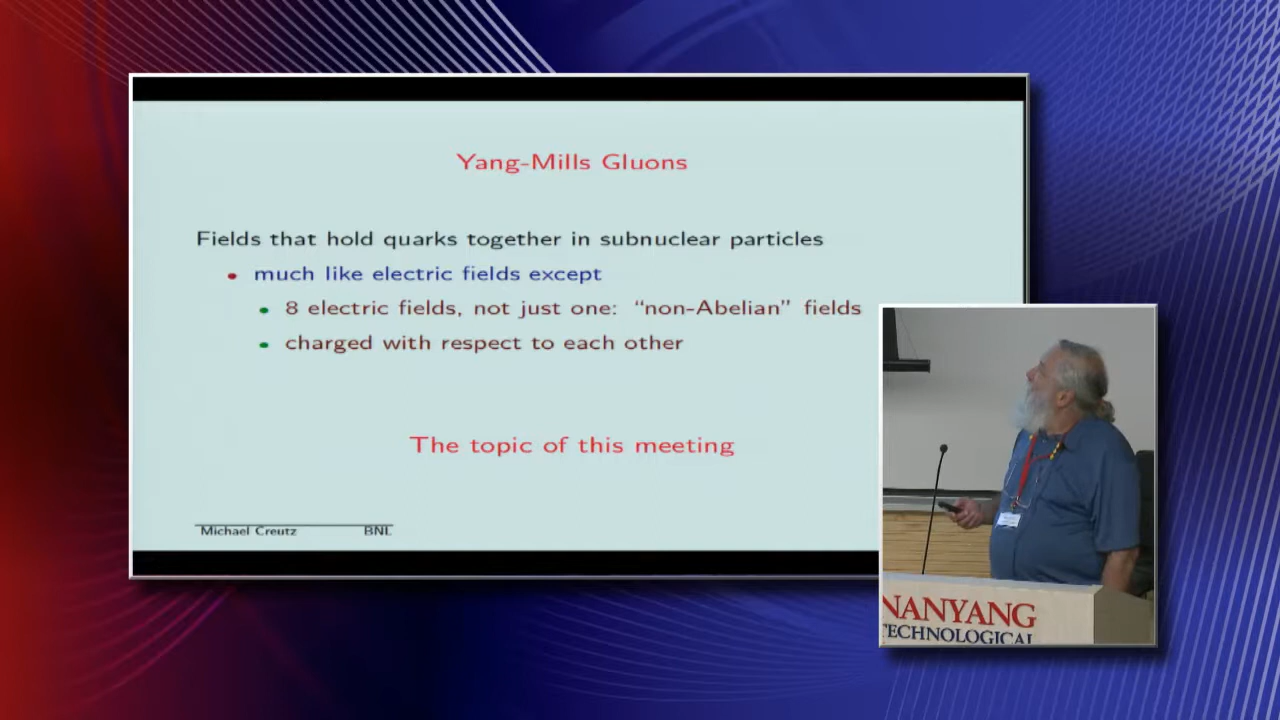 Yang-Mills Gluons
Fields that hold quarks together in subnuclear particles
• much like electric fields except
• 8 electric fields, not just one: “non-Abelian” fields
• charged with respect to each other
The topic of this meeting
Michael Creutz BNL
NANYANG
TECHNOLOGICAL